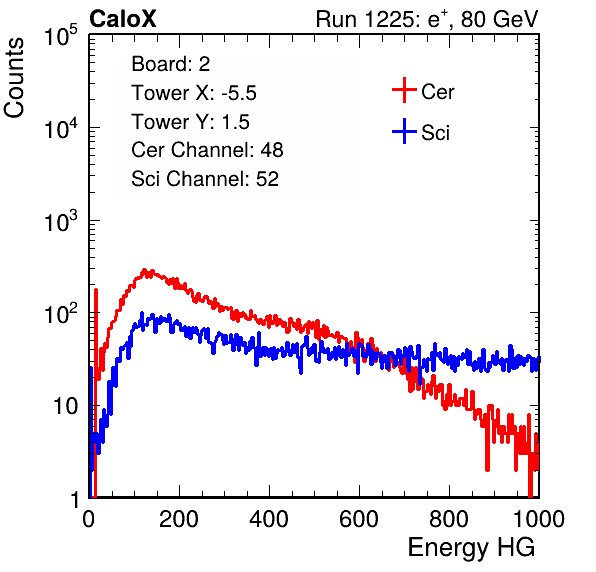 CaloX Run 1225: e⁺, 80 GeV
Counts
10⁵
10⁴
10³
10²
10
1
Board: 2
Tower X: -5.5
Tower Y: 1.5
Cer Channel: 48
Sci Channel: 52
Cer
Sci
0 200 400 600 800 1000
Energy HG